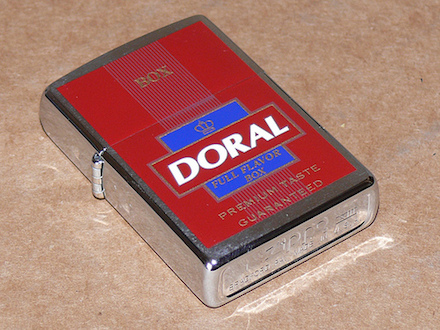 BOX
DORAL
FULL FLAVOR
BOX
PREMIUM TASTE
GUARANTEED